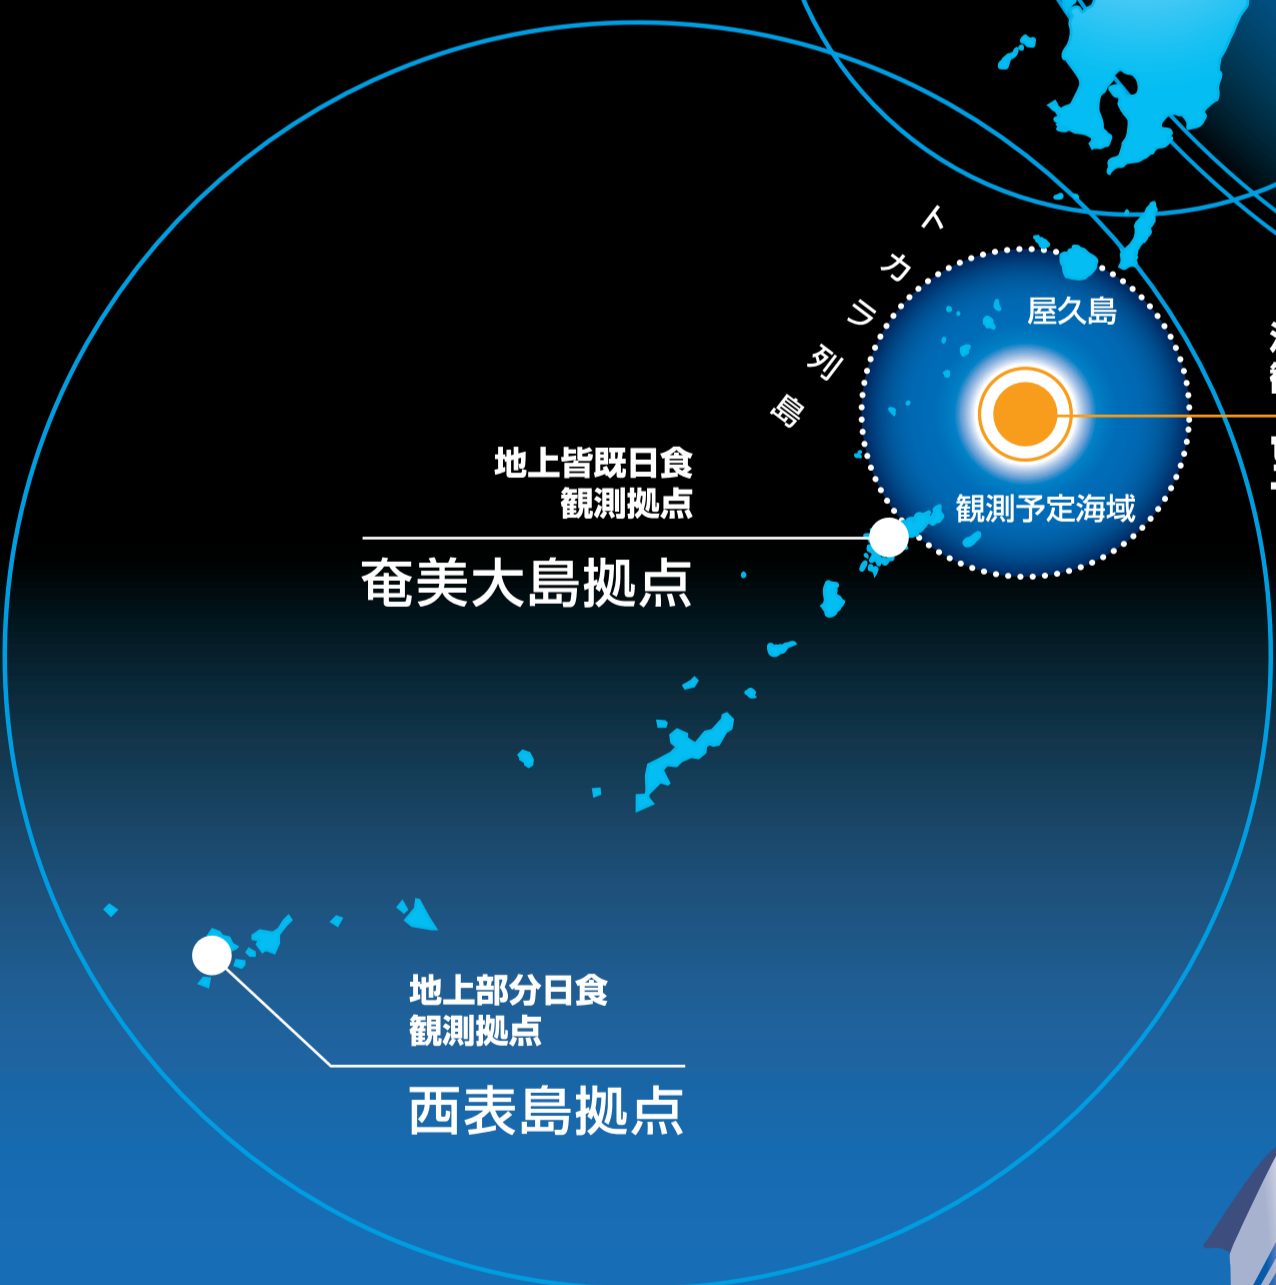 トカラ列島
屋久島
観測予定海域
地上皆既日食
観測拠点
奄美大島拠点
地上部分日食
観測拠点
西表島拠点